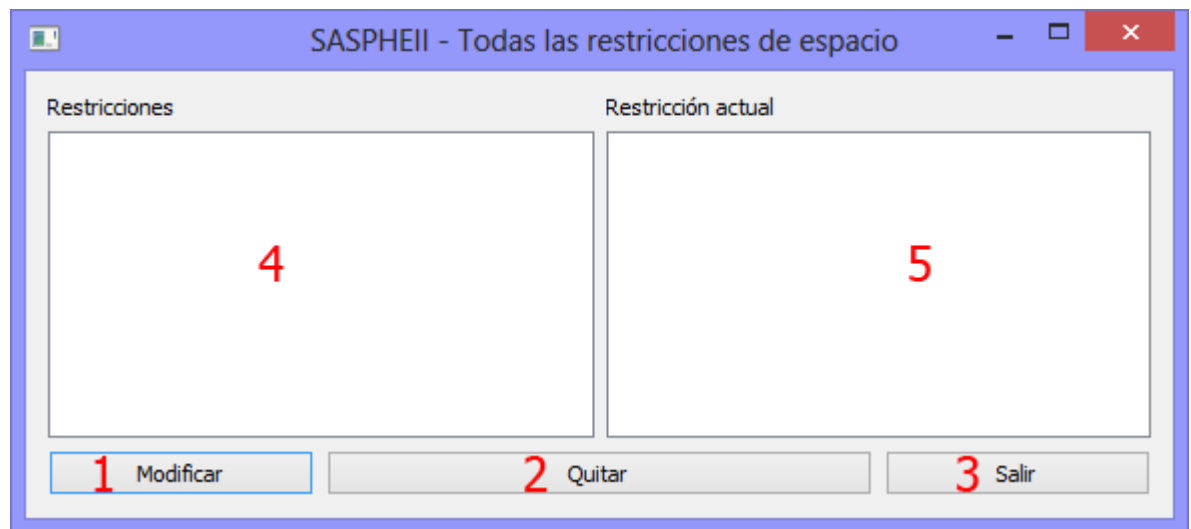 SASPHEII - Todas las restricciones de espacio
Restricciones Restricción actual
4 5
1 Modificar 2 Quitar 3 Salir